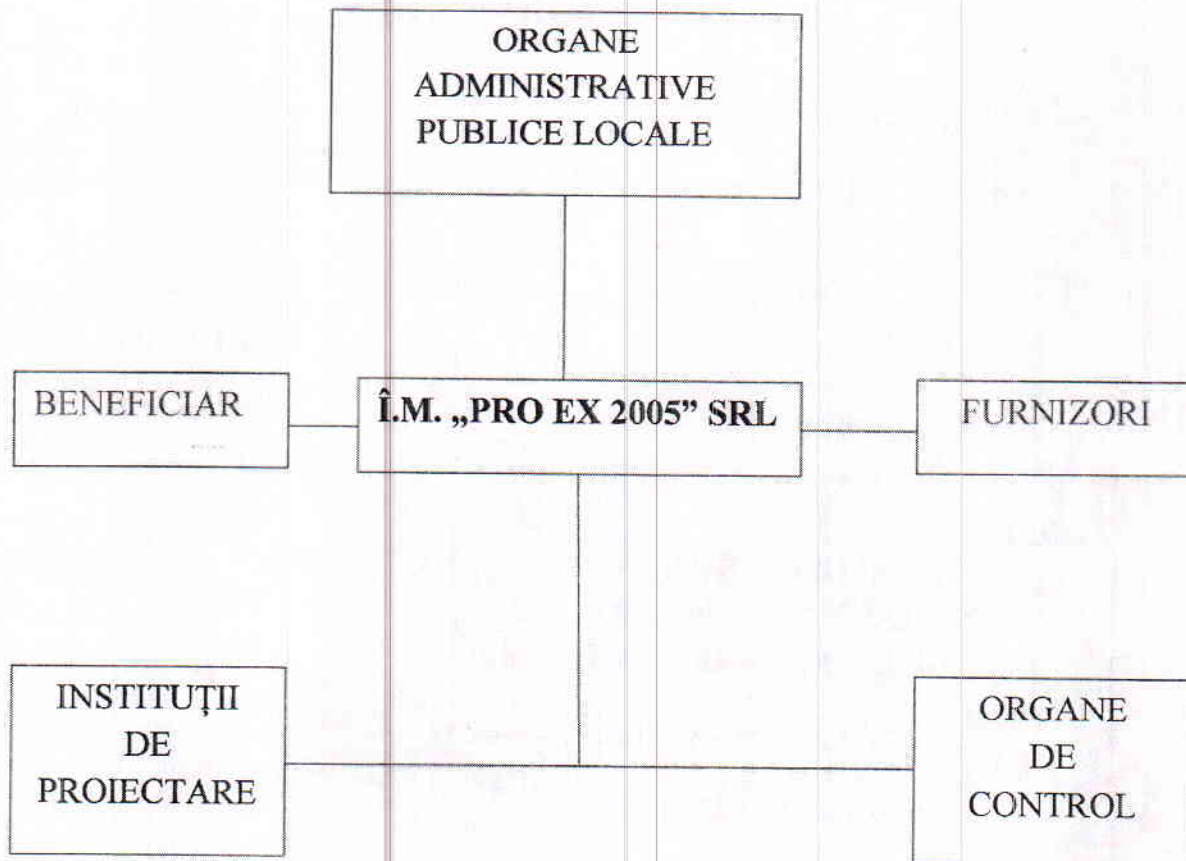 ORGANE
ADMINISTRATIVE
PUBLICE LOCALE
BENEFICIAR
Î.M. „PRO EX 2005” SRL
FURNIZORI
INSTITUȚII
DE
PROIECTARE
ORGANE
DE
CONTROL